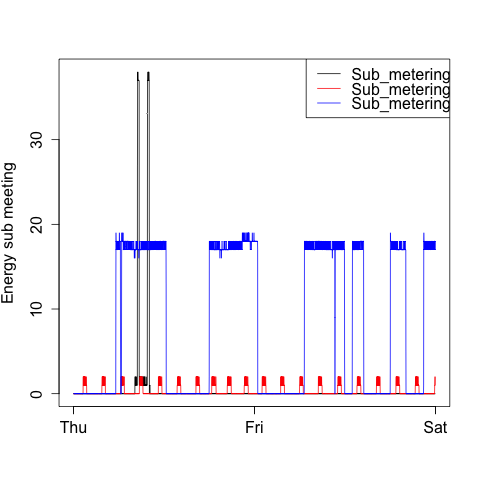 Sub_metering
Sub_metering
Sub_metering
Energy sub meeting
30
20
10
0
Thu
Fri
Sat